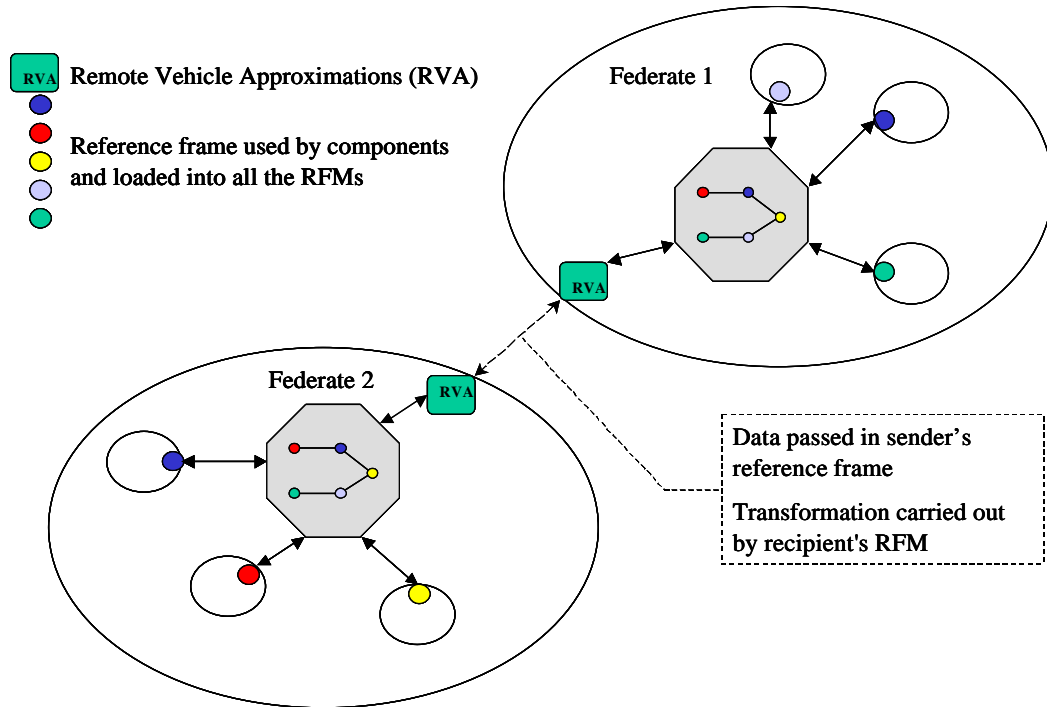 RVA
Remote Vehicle Approximations (RVA)
Reference frame used by components
and loaded into all the RFMs
Federate 1
RVA
Federate 2
RVA
Data passed in sender’s
reference frame
Transformation carried out
by recipient's RFM